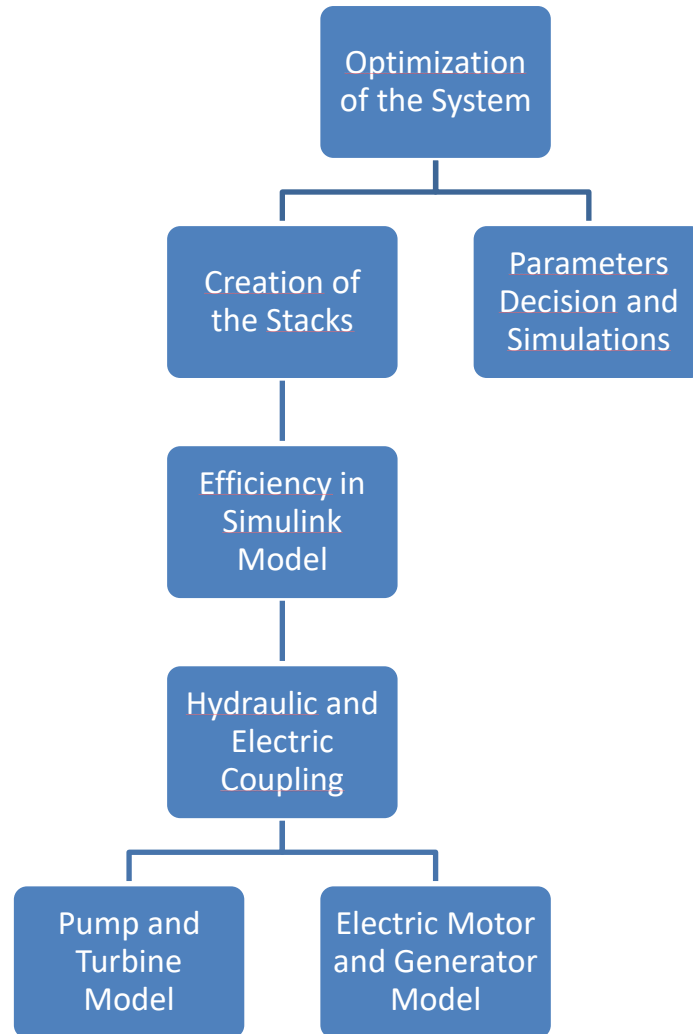 Optimization
of the System
Creation of
the Stacks
Parameters
Decision and
Simulations
Efficiency in
Simulink
Model
Hydraulic and
Electric
Coupling
Pump and
Turbine
Model
Electric Motor
and Generator
Model